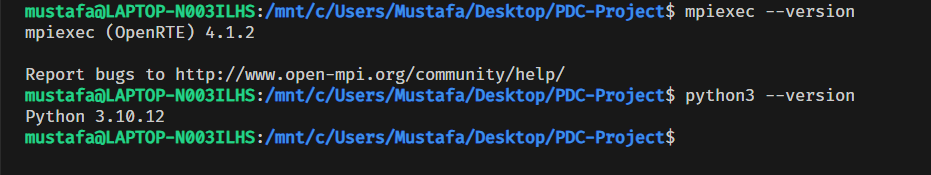 mustafa@LAPTOP-N003ILHS:/mnt/c/Users/Mustafa/Desktop/PDC-Project$ mpiexec --version
mpiexec (OpenRTE) 4.1.2
Report bugs to http://www.open-mpi.org/community/help/
mustafa@LAPTOP-N003ILHS:/mnt/c/Users/Mustafa/Desktop/PDC-Project$ python3 --version
Python 3.10.12
mustafa@LAPTOP-N003ILHS:/mnt/c/Users/Mustafa/Desktop/PDC-Project$